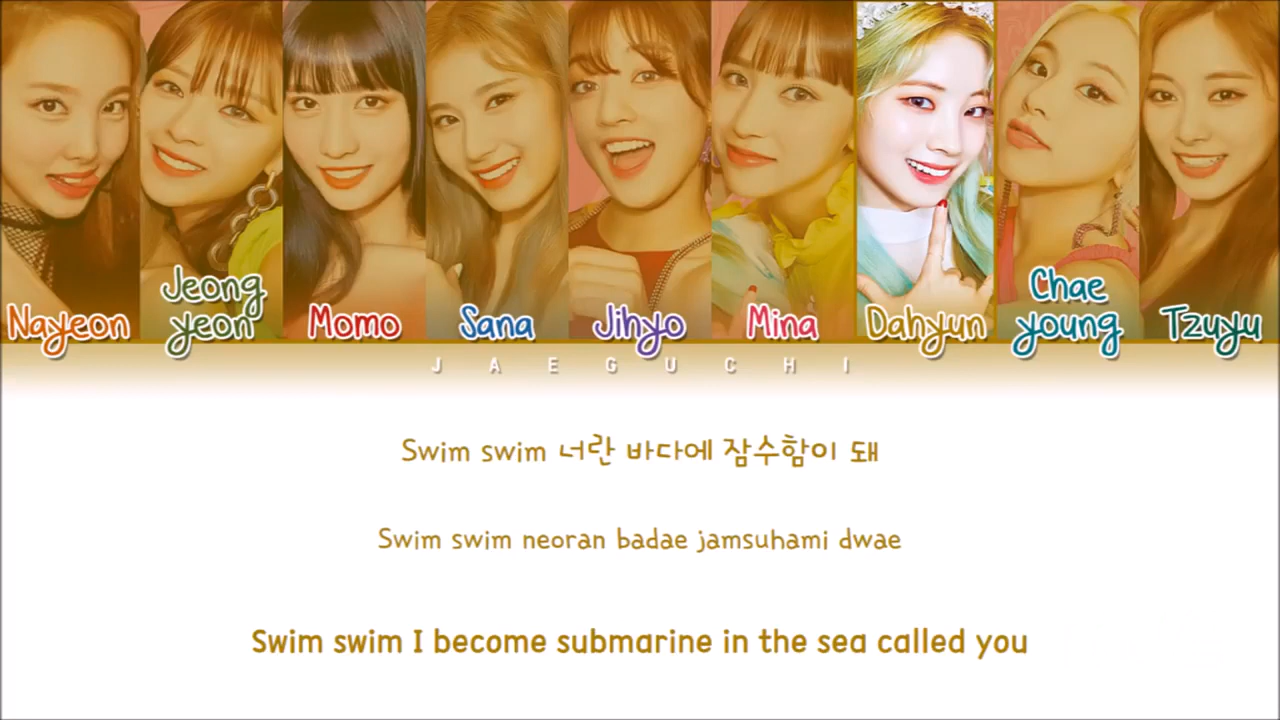 Nayeon
Jeong
yeon
Momo
Sana
Jihyo
Mina
Dahyun
Chae
young
Tzuyu
JAEGUCHI
Swim swim 너란 바다에 잠수함이 돼
Swim swim neoran badae jamsuhami dwae
Swim swim I become submarine in the sea called you